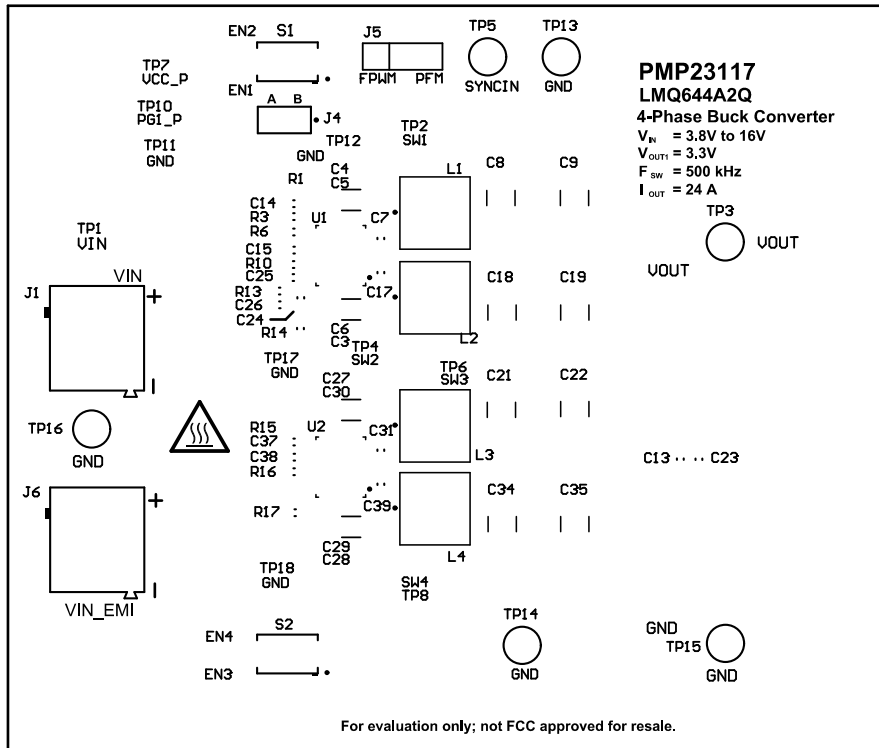 EN2 S1
EN1
J5
FPWM PFM
TP5
SYNCIN
TP13
GND
TP7
VCC_P
TP10
PG1_P
TP11
GND
A B
J4
TP12
GND
PMP23117
LMQ644A2Q
4-Phase Buck Converter
VIN = 3.8V to 16V
VOUT1 = 3.3V
FSW = 500 kHz
IOUT = 24 A
TP2
SW1
C4
C5
R1
C14
R3
R6
C15
R10
C25
R13
C26
C24
R14
U1
C7
C17
L1
L2
C8
C9
C18
C19
TP3
VOUT
VOUT
TP1
VIN
VIN
J1
+
-
C6
C3
TP4
SW2
TP17
GND
TP6
SW3
C27
C30
R15
C37
C38
R16
R17
U2
C31
C39
L3
L4
C21
C22
C34
C35
C13
C23
TP16
GND
J6
+
-
VIN_EMI
C29
C28
TP18
GND
SW4
TP8
EN4 S2
EN3
TP14
GND
GND
TP15
GND
For evaluation only; not FCC approved for resale.